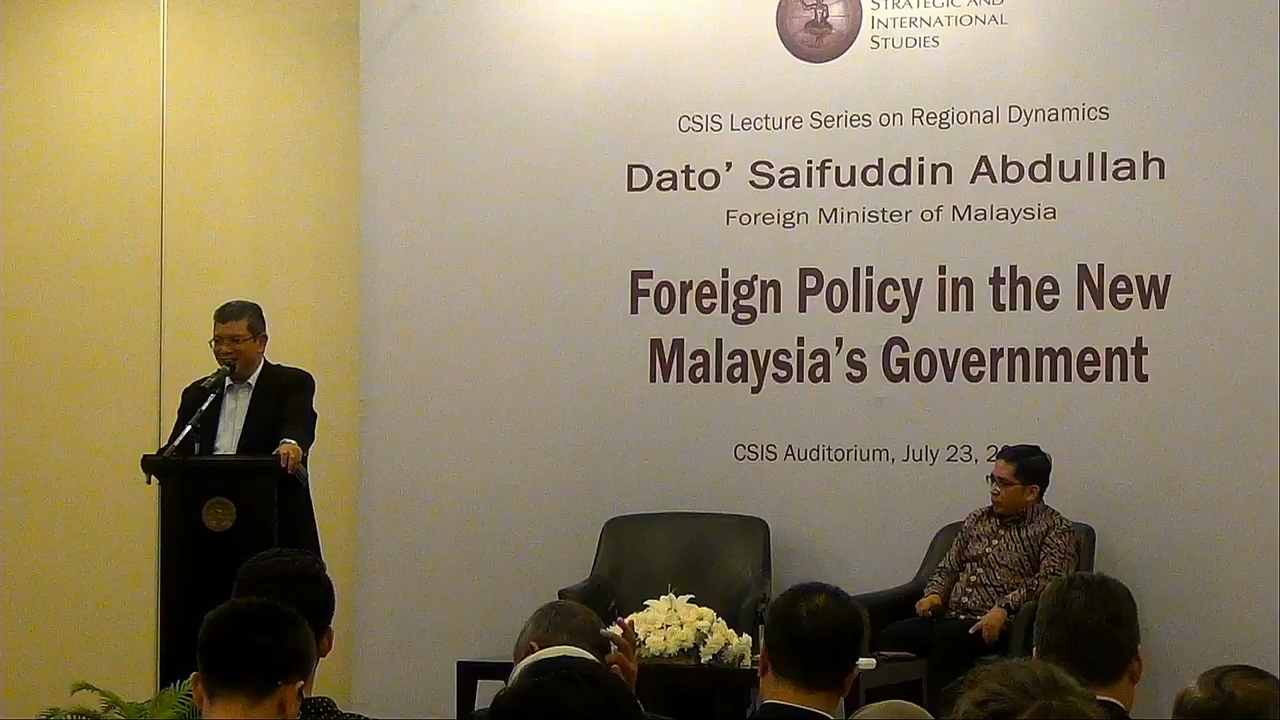 STRATEGIC AND
INTERNATIONAL
STUDIES
CSIS Lecture Series on Regional Dynamics
Dato’ Saifuddin Abdullah
Foreign Minister of Malaysia
Foreign Policy in the New
Malaysia’s Government
CSIS Auditorium, July 23,